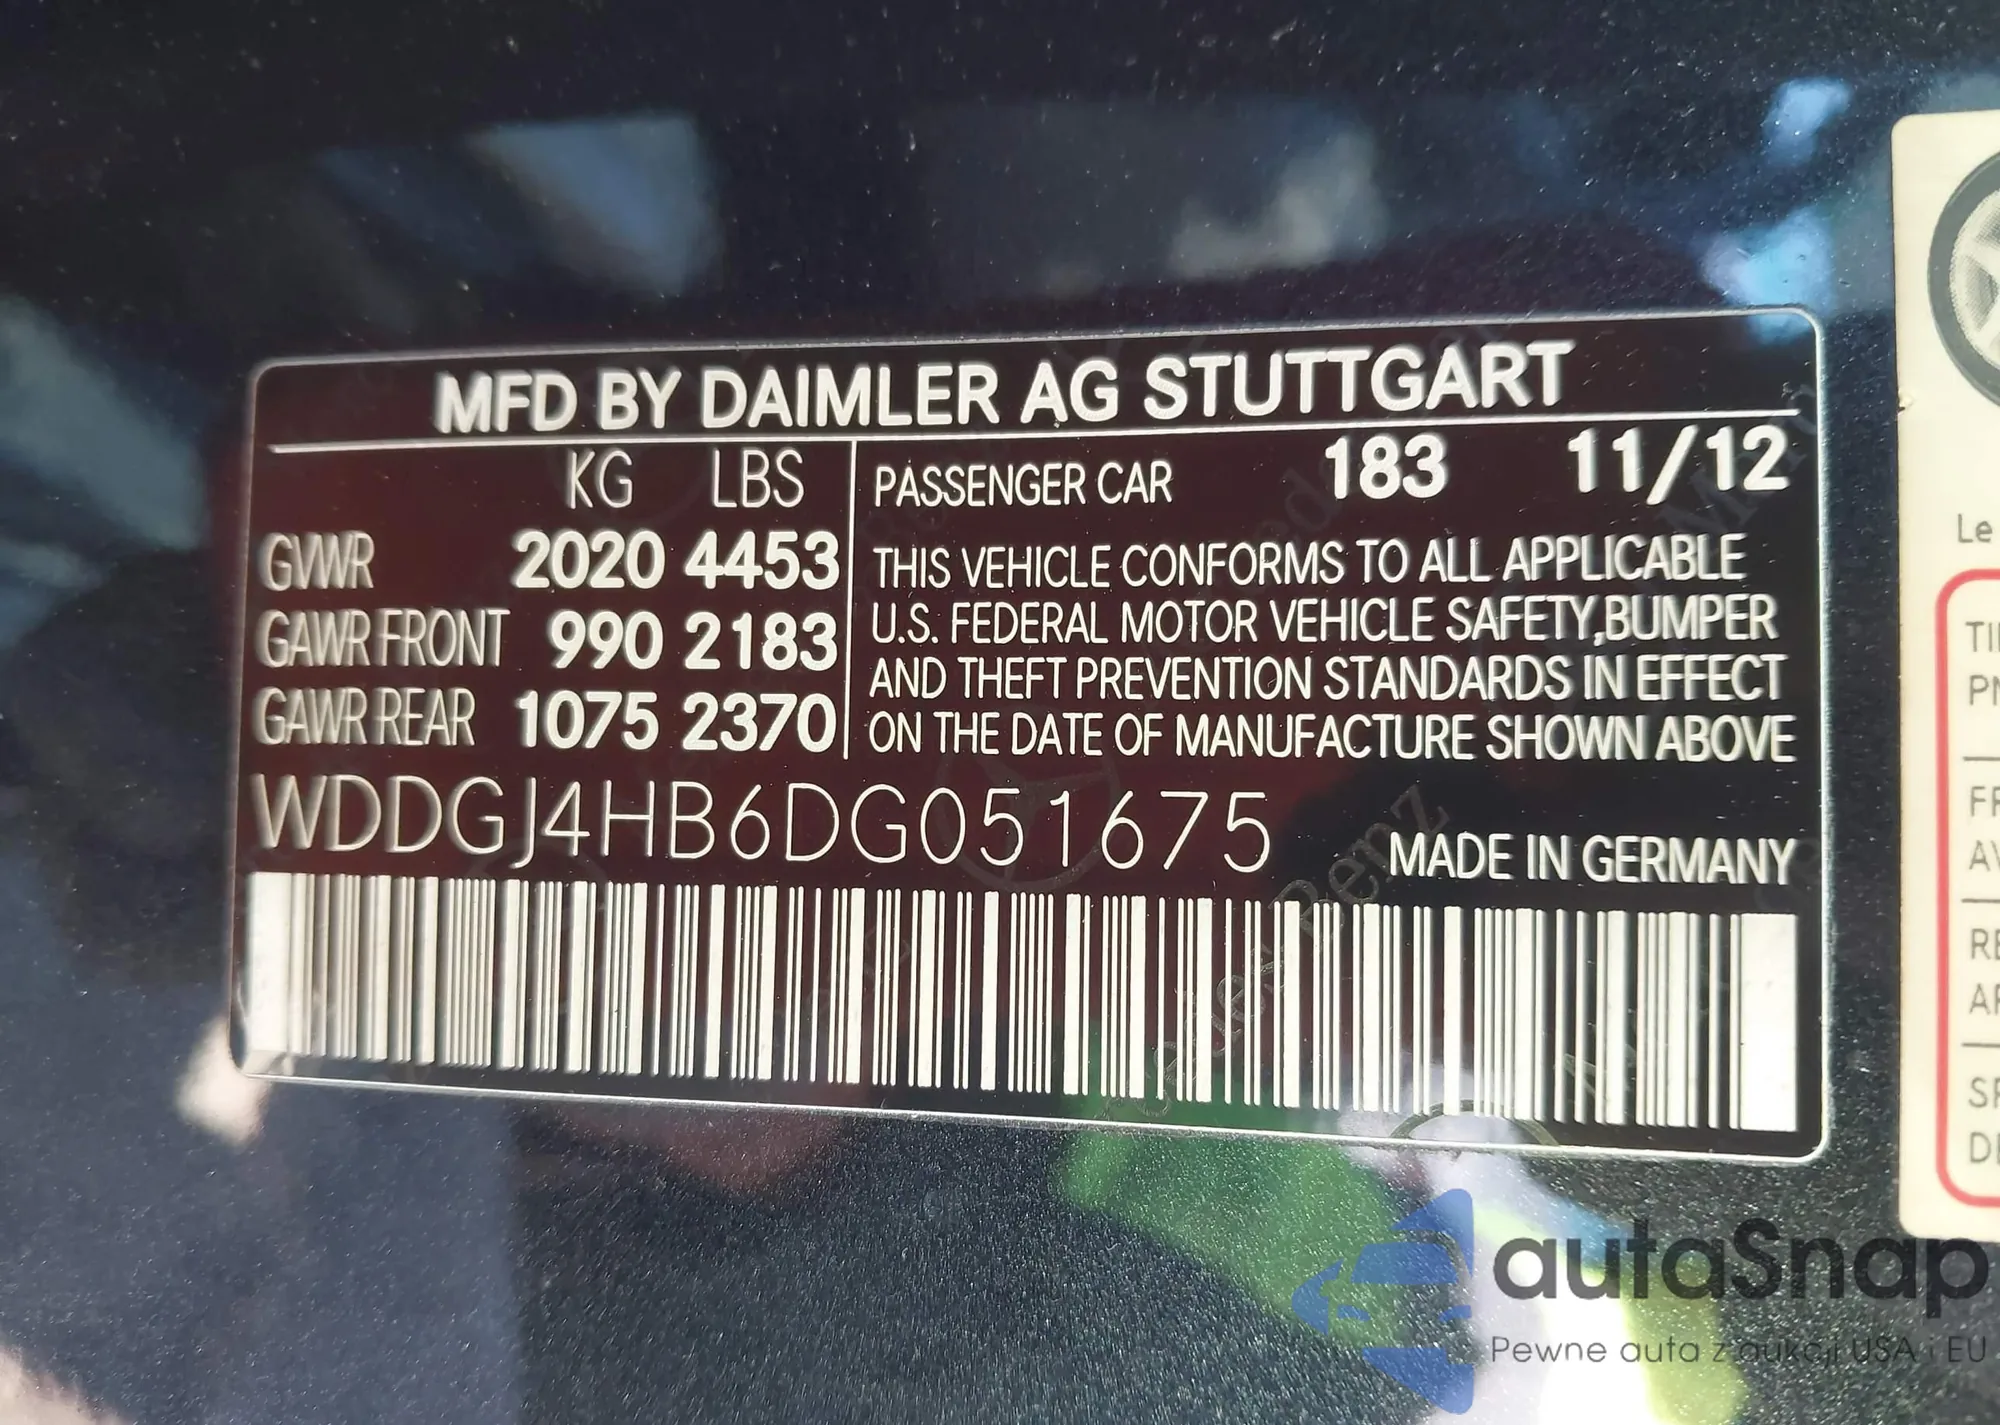 MFD BY DAIMLER AG STUTTGART
KG LBS
GVWR 2020 4453
GAWR FRONT 990 2183
GAWR REAR 1075 2370
PASSENGER CAR 183 11/12
THIS VEHICLE CONFORMS TO ALL APPLICABLE
U.S. FEDERAL MOTOR VEHICLE SAFETY,BUMPER
AND THEFT PREVENTION STANDARDS IN EFFECT
ON THE DATE OF MANUFACTURE SHOWN ABOVE
WDDGJ4HB6DG051675
MADE IN GERMANY
Le
autaSnap
Pewne auta z aukcji USA i EU